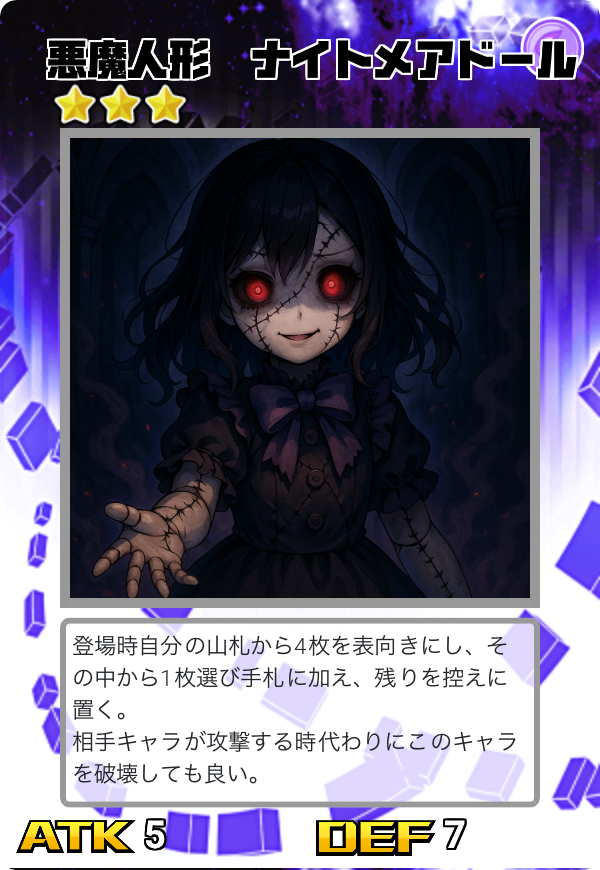 悪魔人形　ナイトメアドール
登場時自分の山札から4枚を表向きにし、そ
の中から1枚選び手札に加え、残りを控えに
置く。
相手キャラが攻撃する時代わりにこのキャラ
を破壊しても良い。
ATK 5 DEF 7